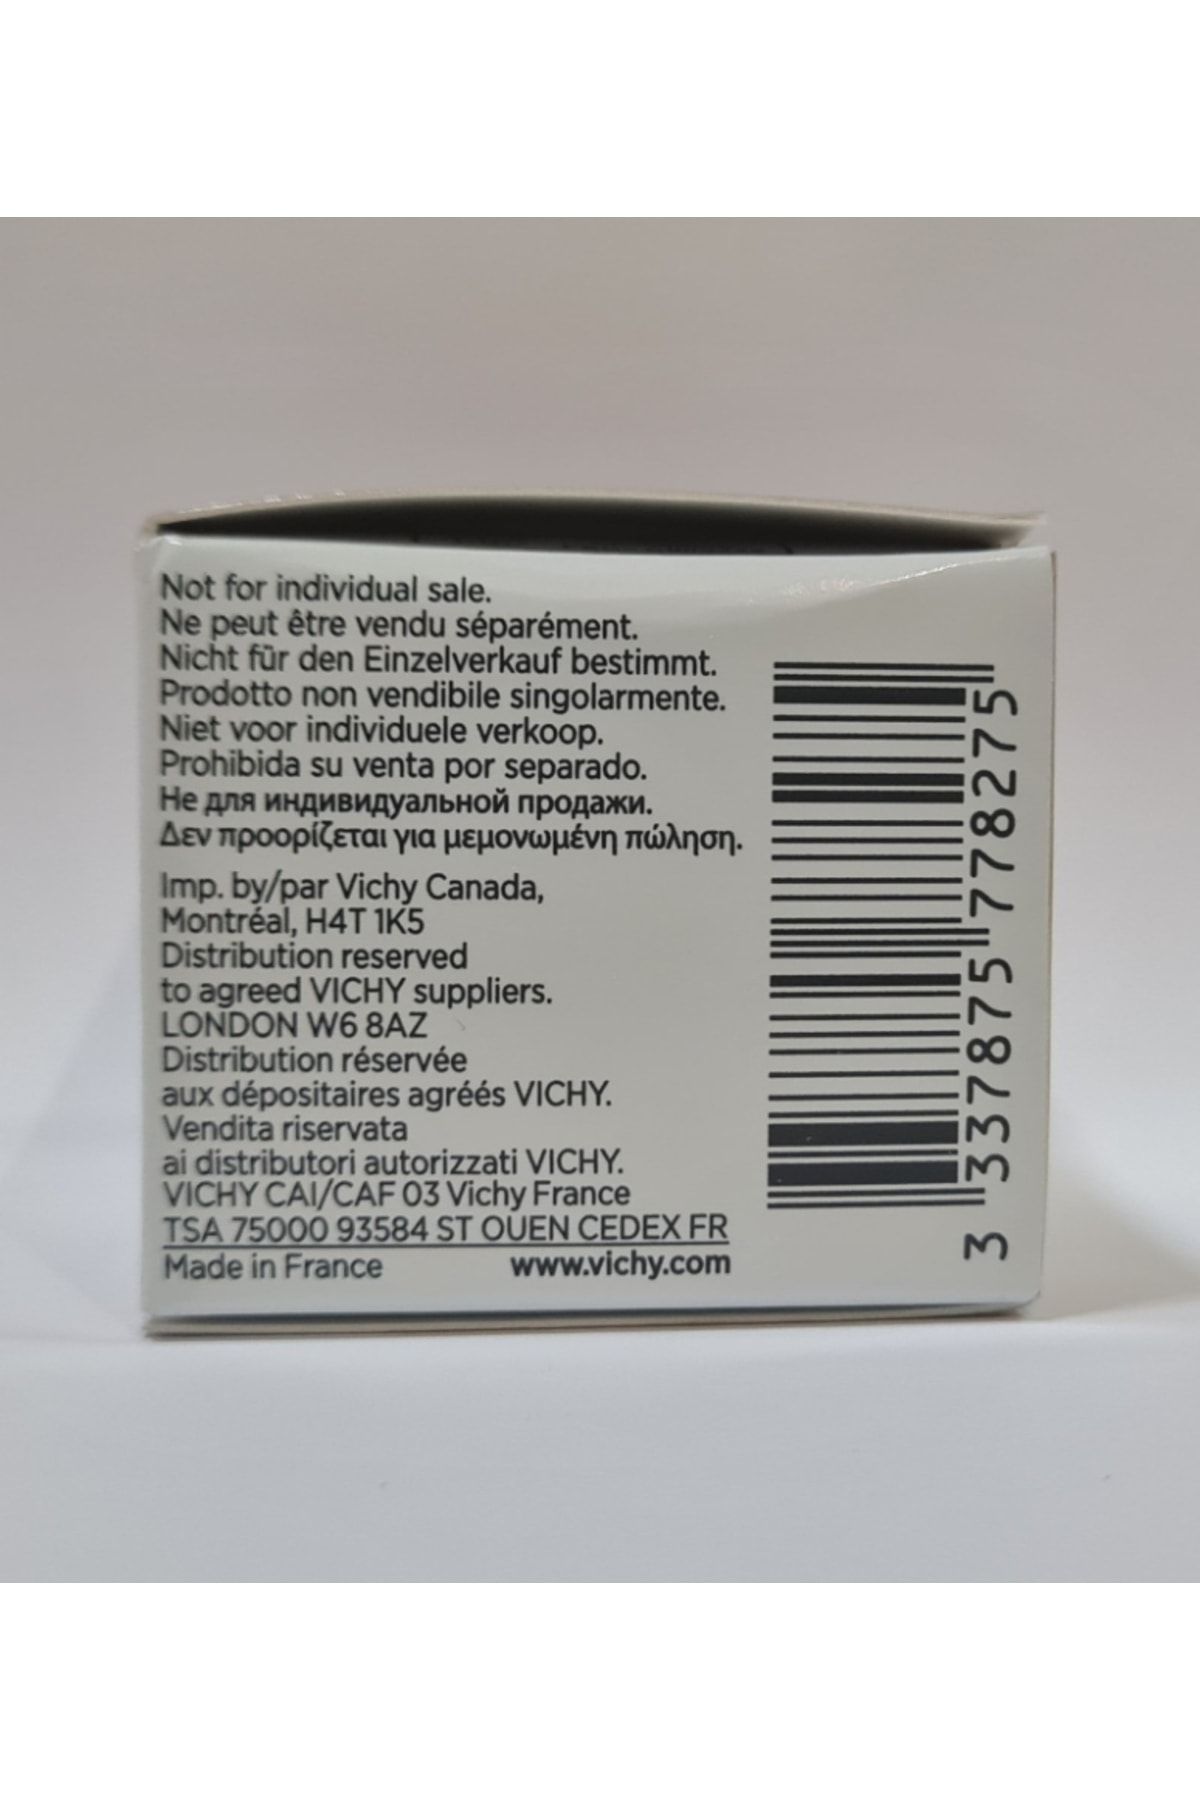 Not for individual sale.
Ne peut être vendu séparément.
Nicht für den Einzelverkauf bestimmt.
Prodotto non vendibile singolarmente.
Niet voor individuele verkoop.
Prohibida su venta por separado.
Не для индивидуальной продажи.
Δεν προορίζεται για μεμονωμένη πώληση.
Imp. by/par Vichy Canada,
Montréal, H4T 1K5
Distribution reserved
to agreed VICHY suppliers.
LONDON W6 8AZ
Distribution réservée
aux dépositaires agréés VICHY.
Vendita riservata
ai distributori autorizzati VICHY.
VICHY CAI/CAF 03 Vichy France
TSA 75000 93584 ST OUEN CEDEX FR
Made in France www.vichy.com
3 337875 778275